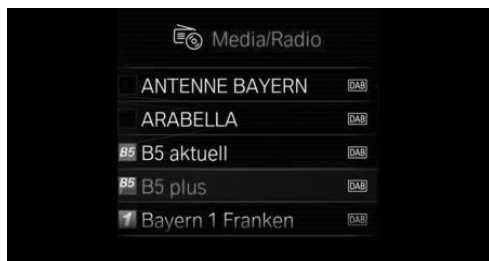 Media/Radio
ANTENNE BAYERN DAB
ARABELLA DAB
B5 B5 aktuell DAB
B5 B5 plus DAB
1 Bayern 1 Franken DAB